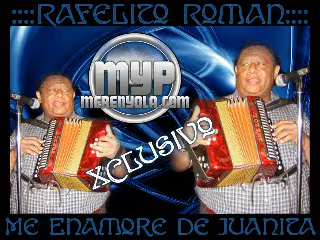 ::::RAFELITO ROMAN::::
MYP
MERENYOLA.COM
XCLUSIVO
ME ENAMORE DE JUANITA